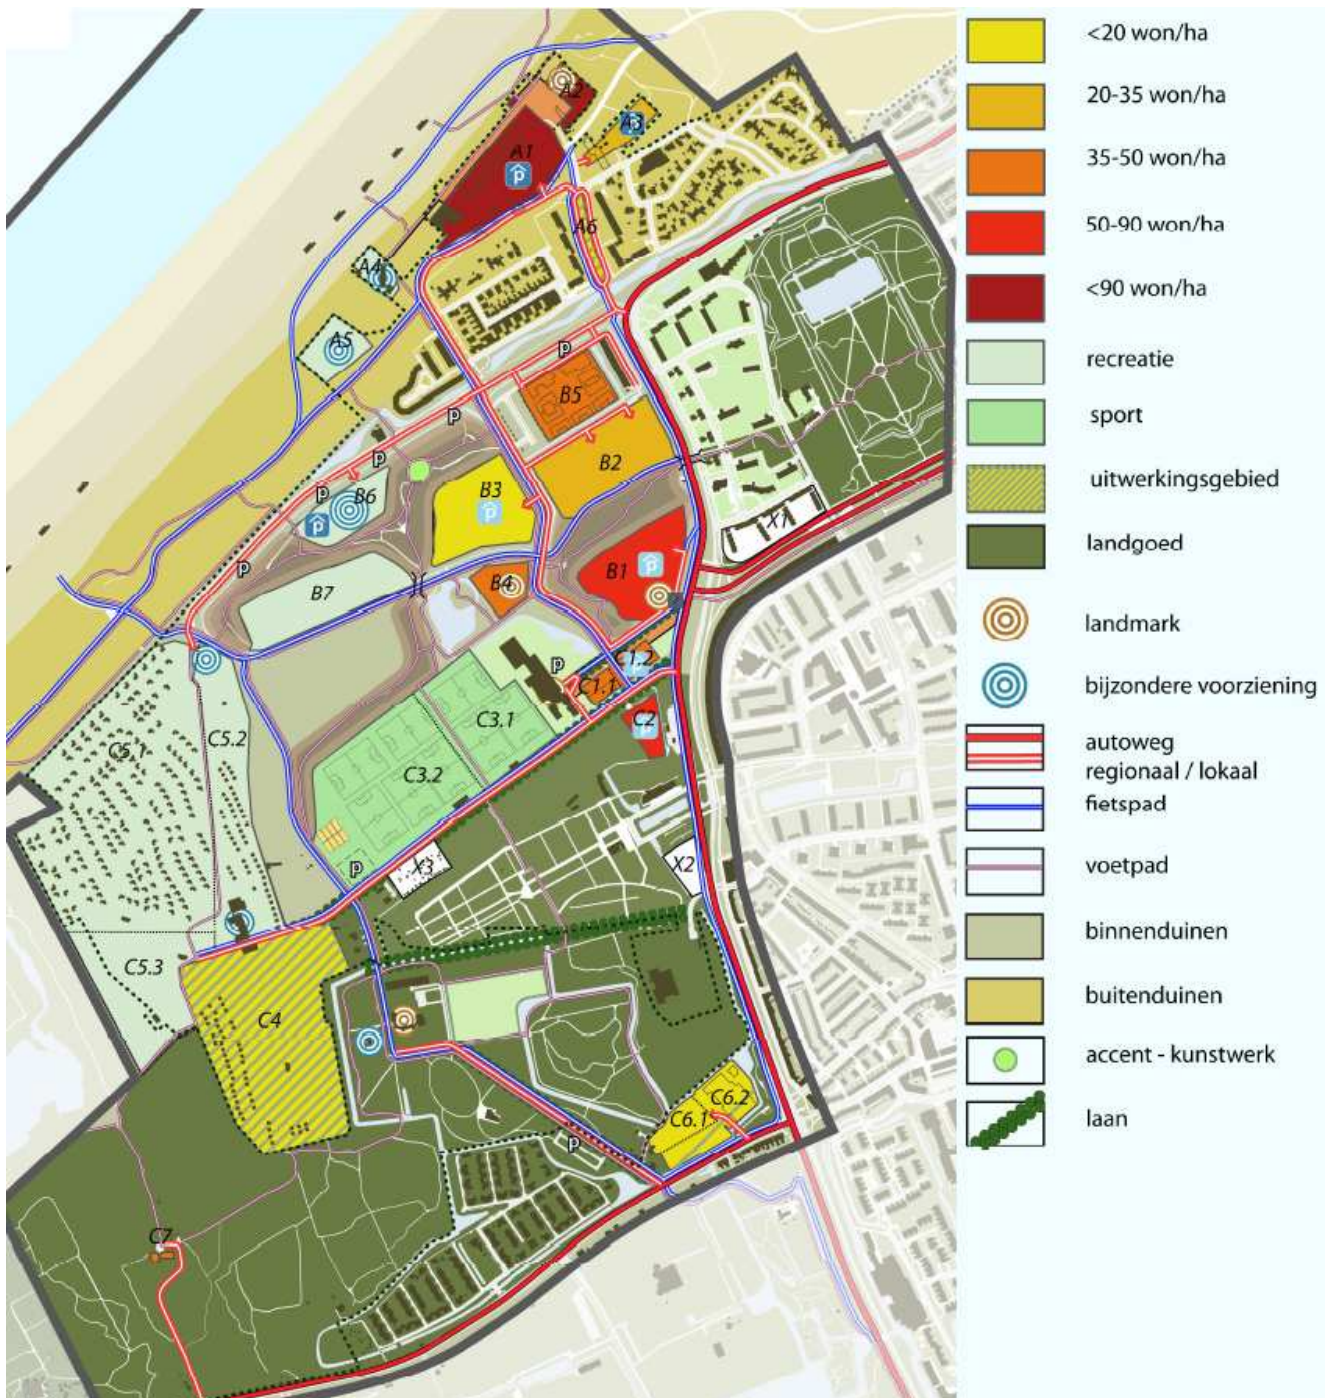 <20 won/ha
20-35 won/ha
35-50 won/ha
50-90 won/ha
<90 won/ha
recreatie
sport
uitwerkingsgebied
landgoed
landmark
bijzondere voorziening
autoweg
regionaal / lokaal
fietspad
voetpad
binnenduinen
buitenduinen
accent - kunstwerk
laan
A2
A3
A1
p
A6
A4
A5
P
B5
P
B2
P
B3
p
B6
P
p
X1
P
B7
B4
B1
p
C1.2
P
C1.1
C3.1
C2
p
C5.1
C5.2
C3.2
P
X3
X2
C5.3
C4
C6.2
C6.1
P
C7